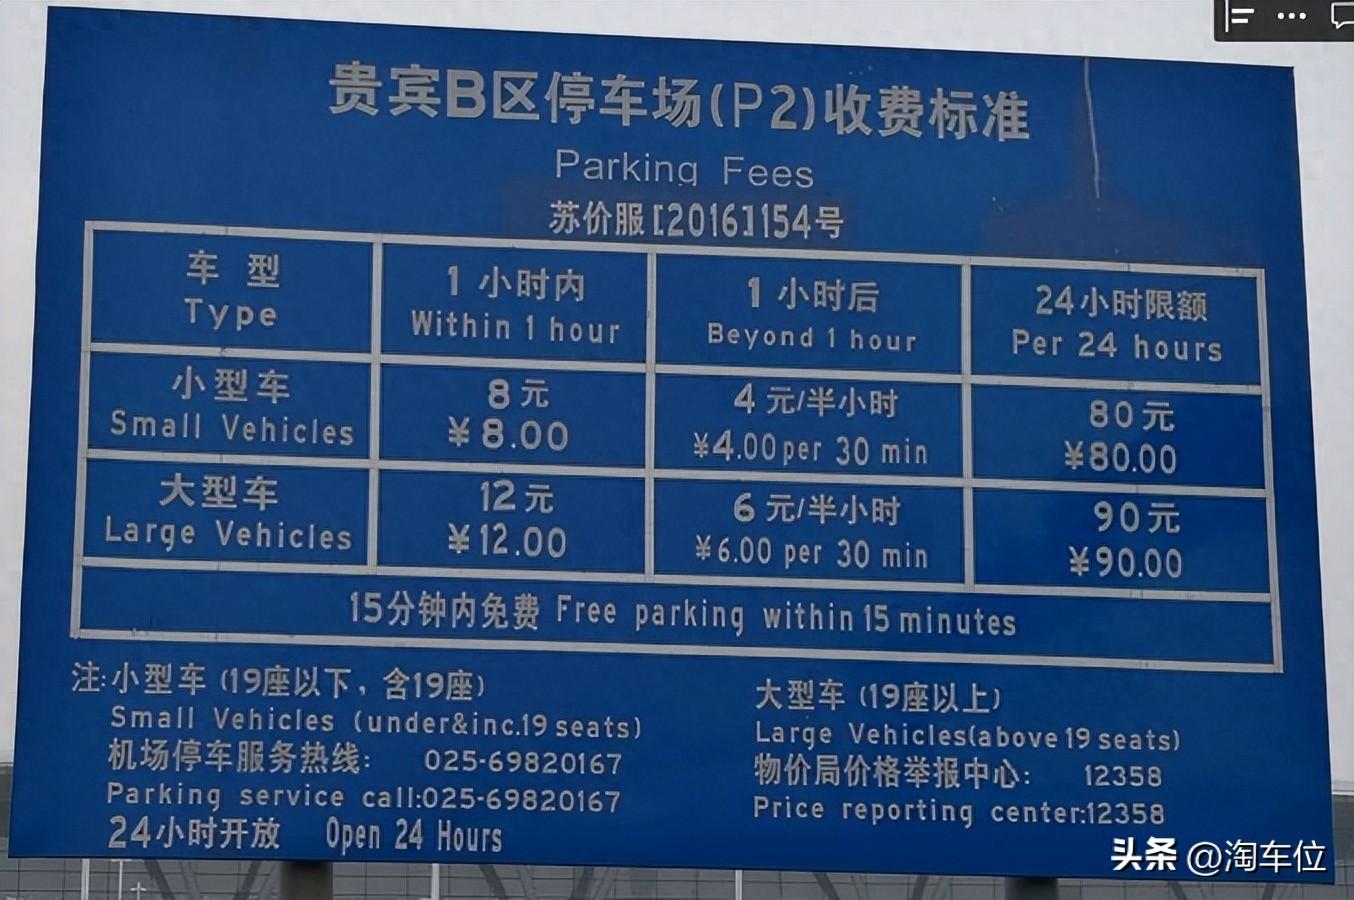 贵宾B区停车场(P2)收费标准
Parking Fees
苏价服[2016]154号
车型 1小时内 1小时后 24小时限额
Type Within 1 hour Beyond 1 hour Per 24 hours
小型车 8元 4元/半小时 80元
Small Vehicles ¥8.00 ¥4.00 per 30 min ¥80.00
大型车 12元 6元/半小时 90元
Large Vehicles ¥12.00 ¥6.00 per 30 min ¥90.00
15分钟内免费 Free parking within 15 minutes
注:小型车(19座以下,含19座)
Small Vehicles (under&inc.19 seats)
机场停车服务热线: 025-69820167
Parking service call:025-69820167
24小时开放 Open 24 Hours
大型车(19座以上)
Large Vehicles(above 19 seats)
物价局价格举报中心: 12358
Price reporting center:12358
头条 @淘车位